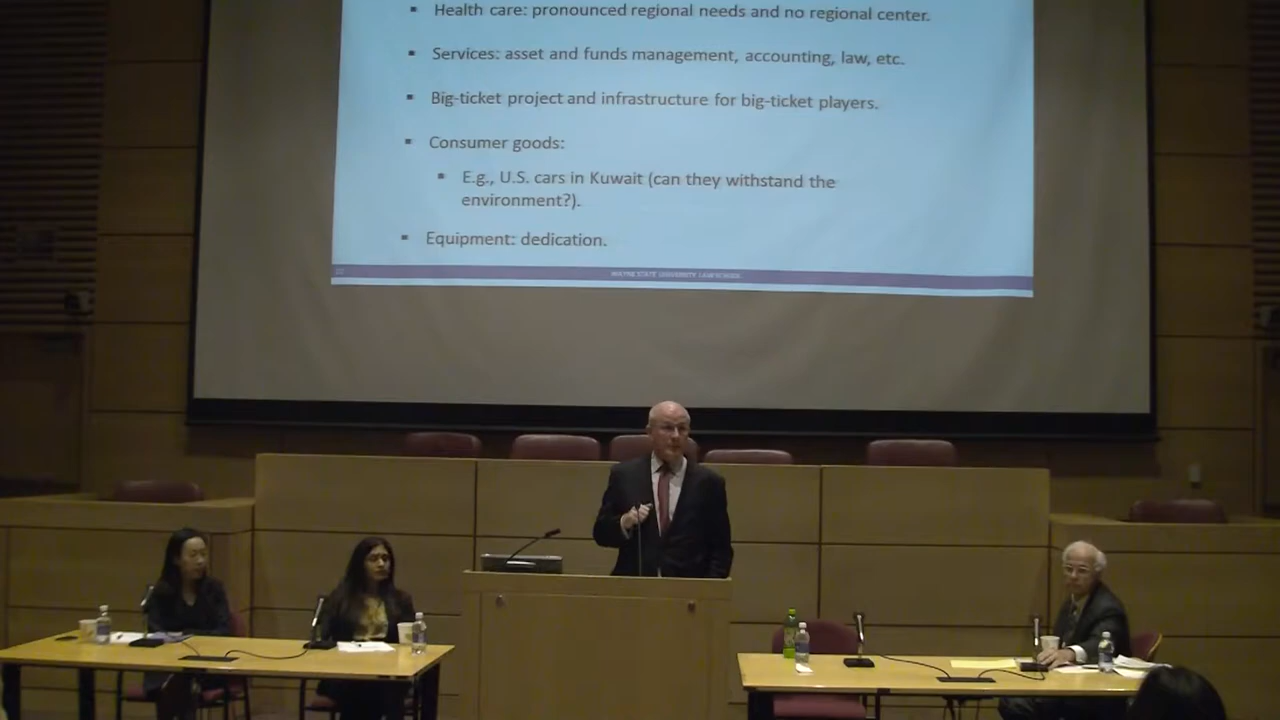 ▪ Health care: pronounced regional needs and no regional center.
▪ Services: asset and funds management, accounting, law, etc.
▪ Big-ticket project and infrastructure for big-ticket players.
▪ Consumer goods:
▪ E.g., U.S. cars in Kuwait (can they withstand the
environment?).
▪ Equipment: dedication.
WAYNE STATE UNIVERSITY LAW SCHOOL